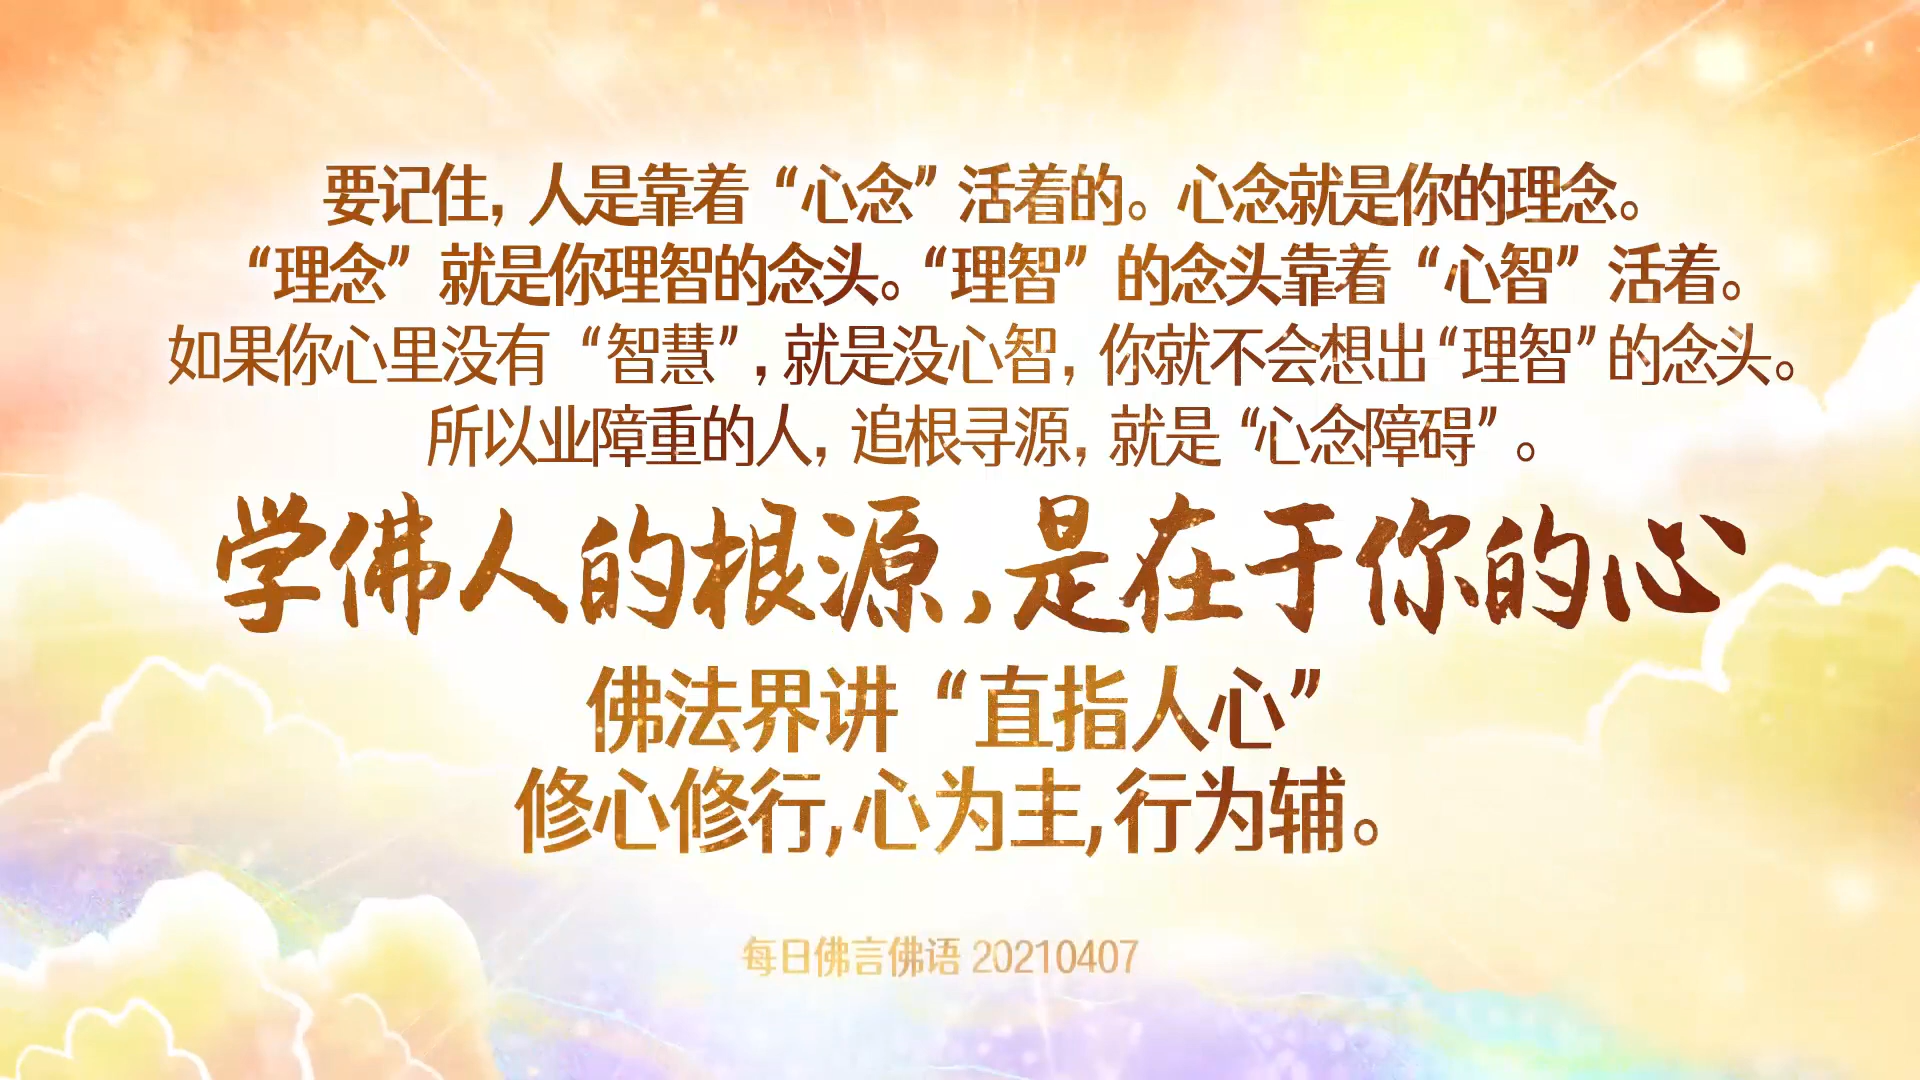 要记住，人是靠着“心念”活着的。心念就是你的理念。
“理念”就是你理智的念头。“理智”的念头靠着“心智”活着。
如果你心里没有“智慧”，就是没心智，你就不会想出“理智”的念头。
所以业障重的人，追根寻源，就是“心念障碍”。
学佛人的根源，是在于你的心
佛法界讲“直指人心”
修心修行，心为主，行为辅。
每日佛言佛语 20210407